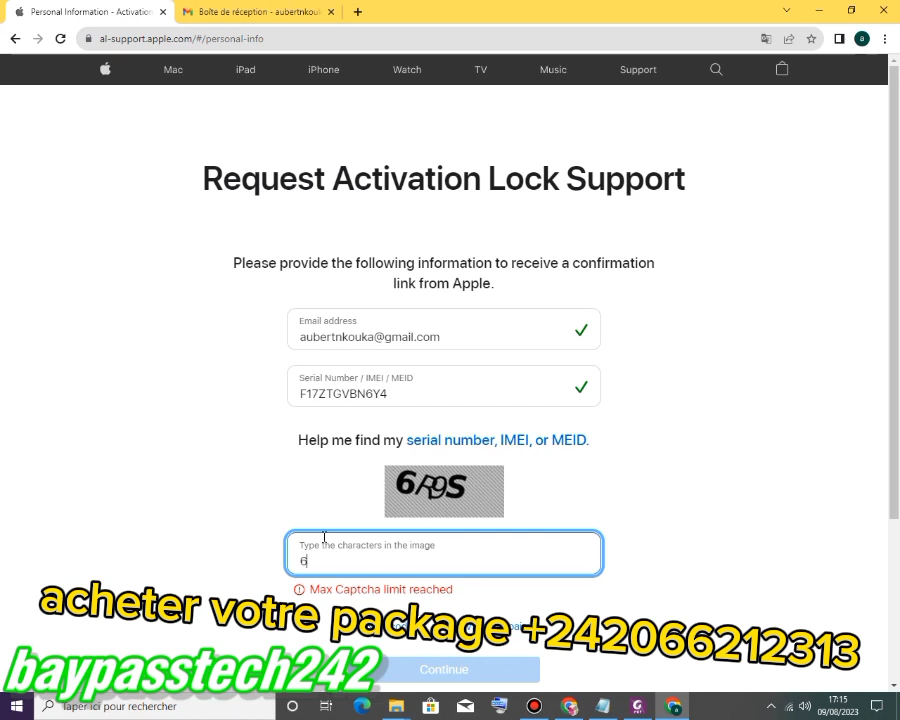 Personal Information - Activation
Boîte de réception - aubertnkouk
al-support.apple.com/#/personal-info
Mac iPad iPhone Watch TV Music Support
Request Activation Lock Support
Please provide the following information to receive a confirmation
link from Apple.
Email address
aubertnkouka@gmail.com
Serial Number / IMEI / MEID
F17ZTGVBN6Y4
Help me find my serial number, IMEI, or MEID.
6R9S
Type the characters in the image
6
Max Captcha limit reached
acheter votre package +242066212313
baypasstech242
Continue
Taper ici pour rechercher
17:15
09/08/2023